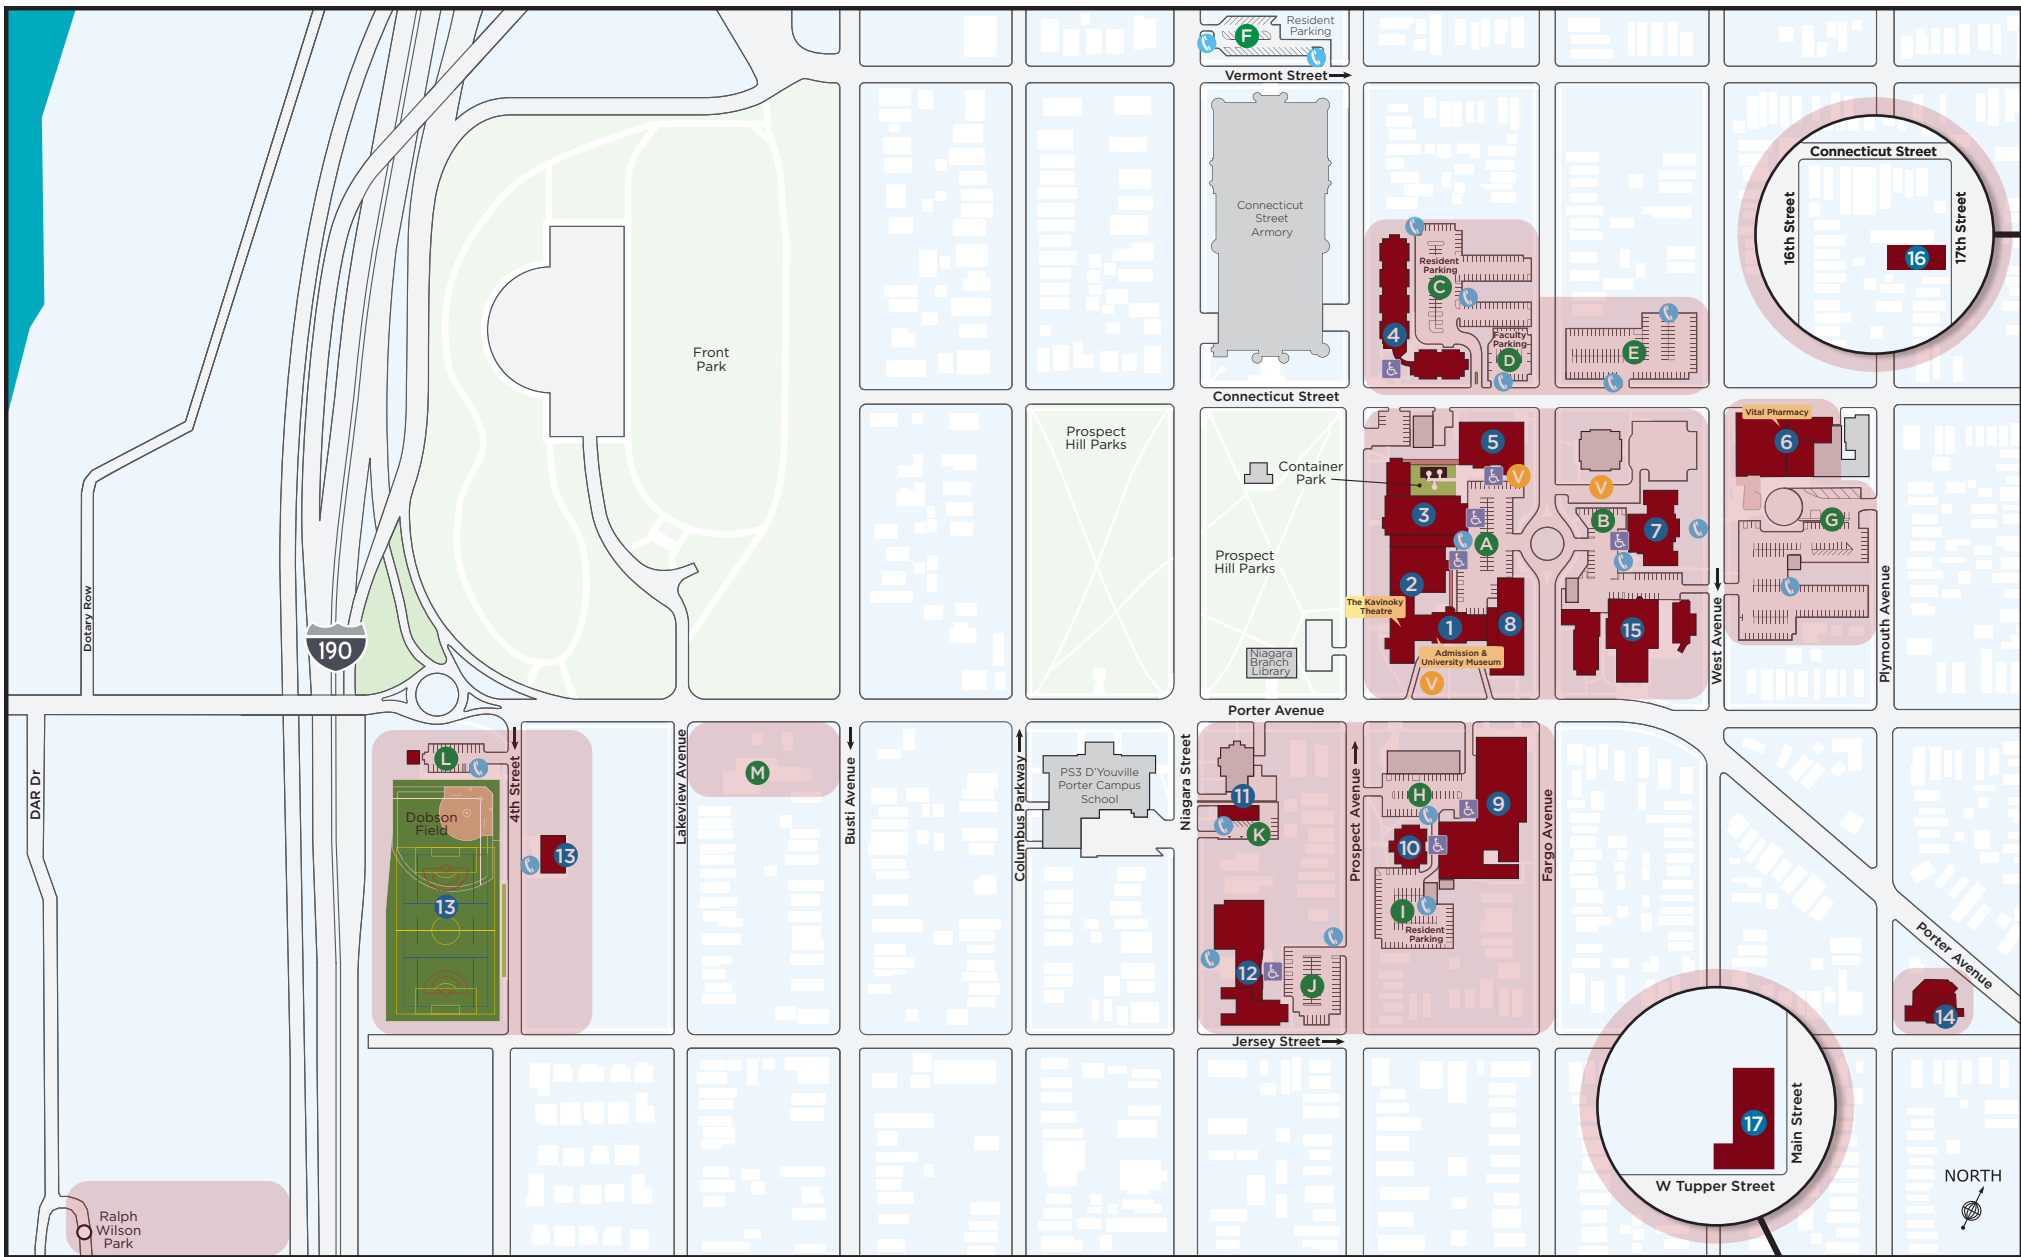 Resident
Parking
F
Vermont Street
Connecticut Street
16th Street
17th Street
16
Connecticut
Street
Armory
Resident
Parking
C
4
Faculty
Parking
D
E
Front
Park
Connecticut Street
Prospect
Hill Parks
Container
Park
Prospect
Hill Parks
Vital Pharmacy
6
5
V
V
3
A
B
7
G
2
The Kavinoky
Theatre
1
8
15
Admission &
University Museum
V
Niagara
Branch
Library
West Avenue
Plymouth Avenue
Dotary Row
190
Porter Avenue
DAR Dr
L
4th Street
Lakeview Avenue
M
Busti Avenue
Columbus Parkway
PS3 D'Youville
Porter Campus
School
Niagara Street
11
K
Prospect Avenue
H
9
10
Fargo Avenue
I
Resident
Parking
Dobson
Field
13
13
12
J
Porter Avenue
14
Jersey Street
17
Main Street
W Tupper Street
NORTH
Ralph
Wilson
Park